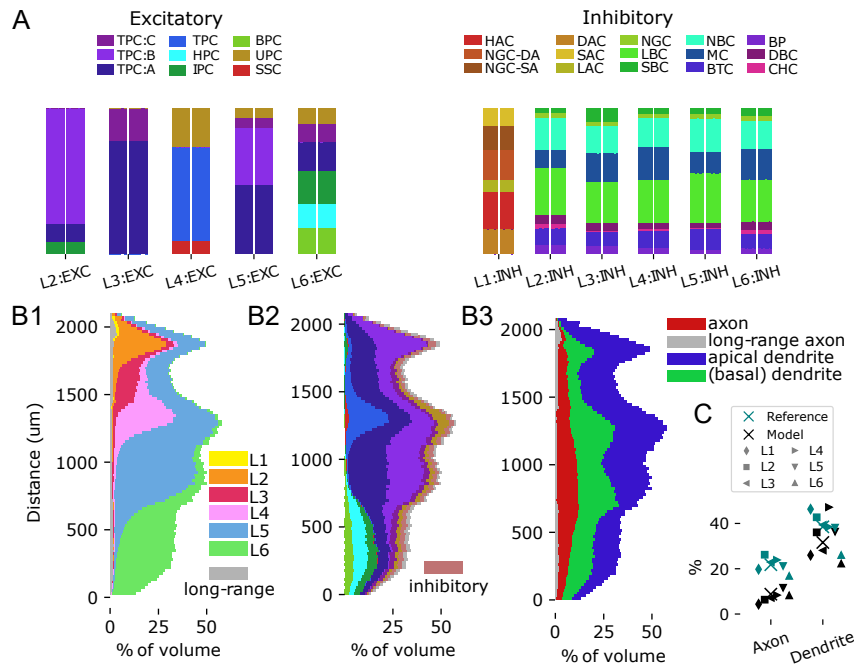 A
Excitatory
TPC:C TPC BPC
TPC:B HPC UPC
TPC:A IPC SSC
Inhibitory
HAC DAC NGC NBC BP
NGC-DA SAC LBC MC DBC
NGC-SA LAC SBC BTC CHC
L2:EXC L3:EXC L4:EXC L5:EXC L6:EXC
L1:INH L2:INH L3:INH L4:INH L5:INH L6:INH
B1
Distance (um)
2000
1500
1000
500
0
0 50
% of volume
L1
L2
L3
L4
L5
L6
long-range
B2
2000
1500
1000
500
0
0 25 50
% of volume
inhibitory
B3
2000
1500
1000
500
0
0 50
% of volume
axon
long-range axon
apical dendrite
(basal) dendrite
C
Reference
Model
L1 L4
L2 L5
L3 L6
%
40
20
0
Axon Dendrite